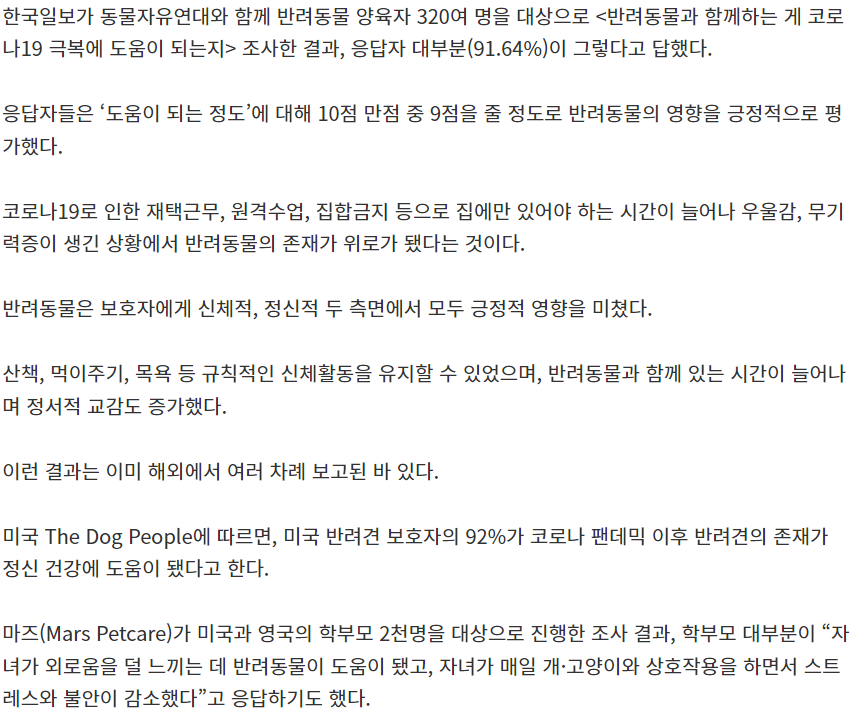 한국일보가 동물자유연대와 함께 반려동물 양육자 320여 명을 대상으로 <반려동물과 함께하는 게 코로
나19 극복에 도움이 되는지> 조사한 결과, 응답자 대부분(91.64%)이 그렇다고 답했다.
응답자들은 ‘도움이 되는 정도’에 대해 10점 만점 중 9점을 줄 정도로 반려동물의 영향을 긍정적으로 평
가했다.
코로나19로 인한 재택근무, 원격수업, 집합금지 등으로 집에만 있어야 하는 시간이 늘어나 우울감, 무기
력증이 생긴 상황에서 반려동물의 존재가 위로가 됐다는 것이다.
반려동물은 보호자에게 신체적, 정신적 두 측면에서 모두 긍정적 영향을 미쳤다.
산책, 먹이주기, 목욕 등 규칙적인 신체활동을 유지할 수 있었으며, 반려동물과 함께 있는 시간이 늘어나
며 정서적 교감도 증가했다.
이런 결과는 이미 해외에서 여러 차례 보고된 바 있다.
미국 The Dog People에 따르면, 미국 반려견 보호자의 92%가 코로나 팬데믹 이후 반려견의 존재가
정신 건강에 도움이 됐다고 한다.
마즈(Mars Petcare)가 미국과 영국의 학부모 2천명을 대상으로 진행한 조사 결과, 학부모 대부분이 “자
녀가 외로움을 덜 느끼는 데 반려동물이 도움이 됐고, 자녀가 매일 개·고양이와 상호작용을 하면서 스트
레스와 불안이 감소했다”고 응답하기도 했다.